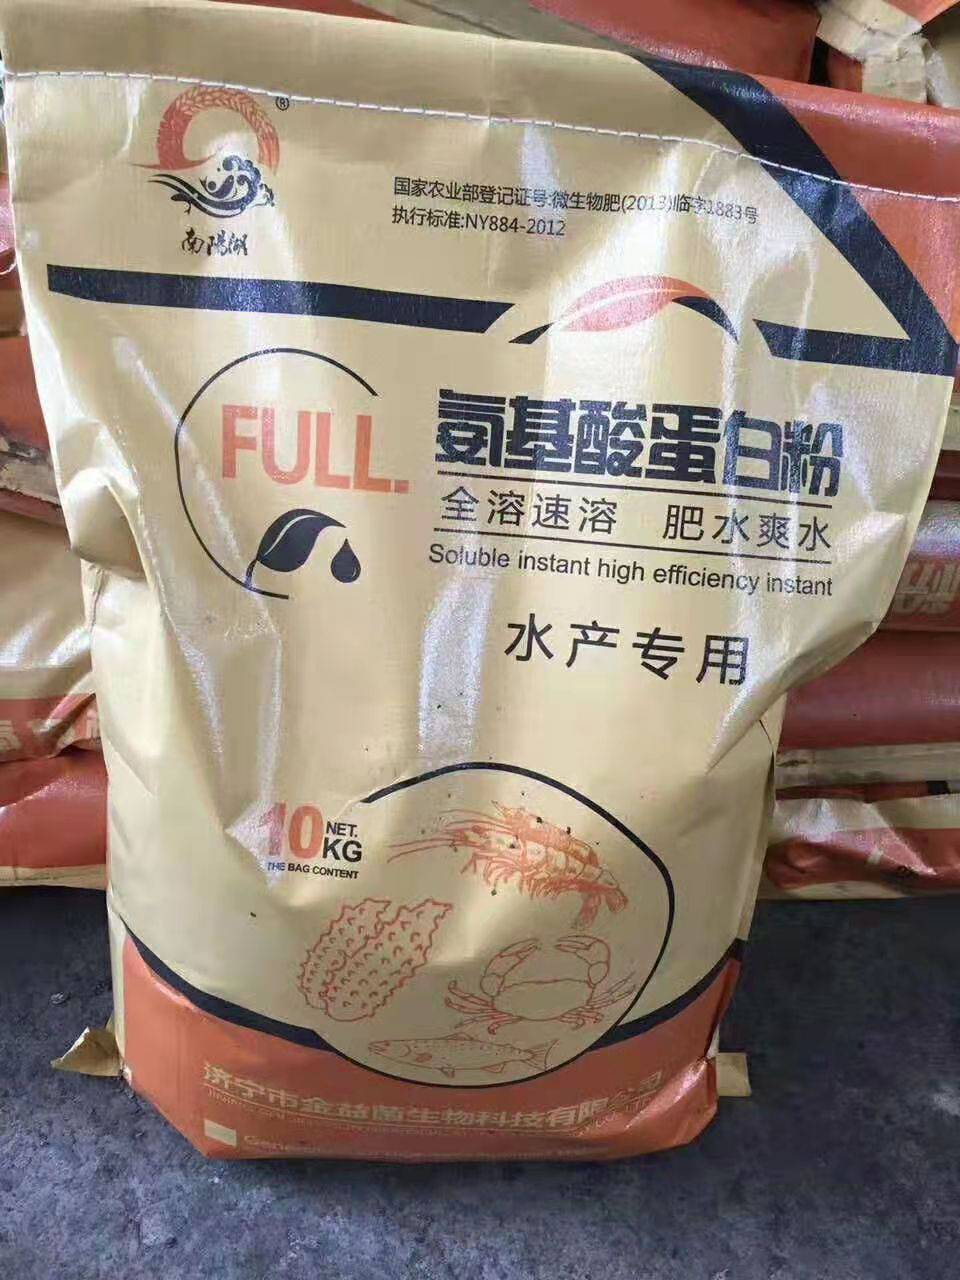 ®
南陽湖
国家农业部登记证号:微生物肥(2013)临字1883号
执行标准:NY884-2012
FULL.
氨基酸蛋白粉
全溶速溶 肥水爽水
Soluble instant high efficiency instant
水产专用
10 NET.
KG
THE BAG CONTENT
济宁市金益菌生物科技有限公司